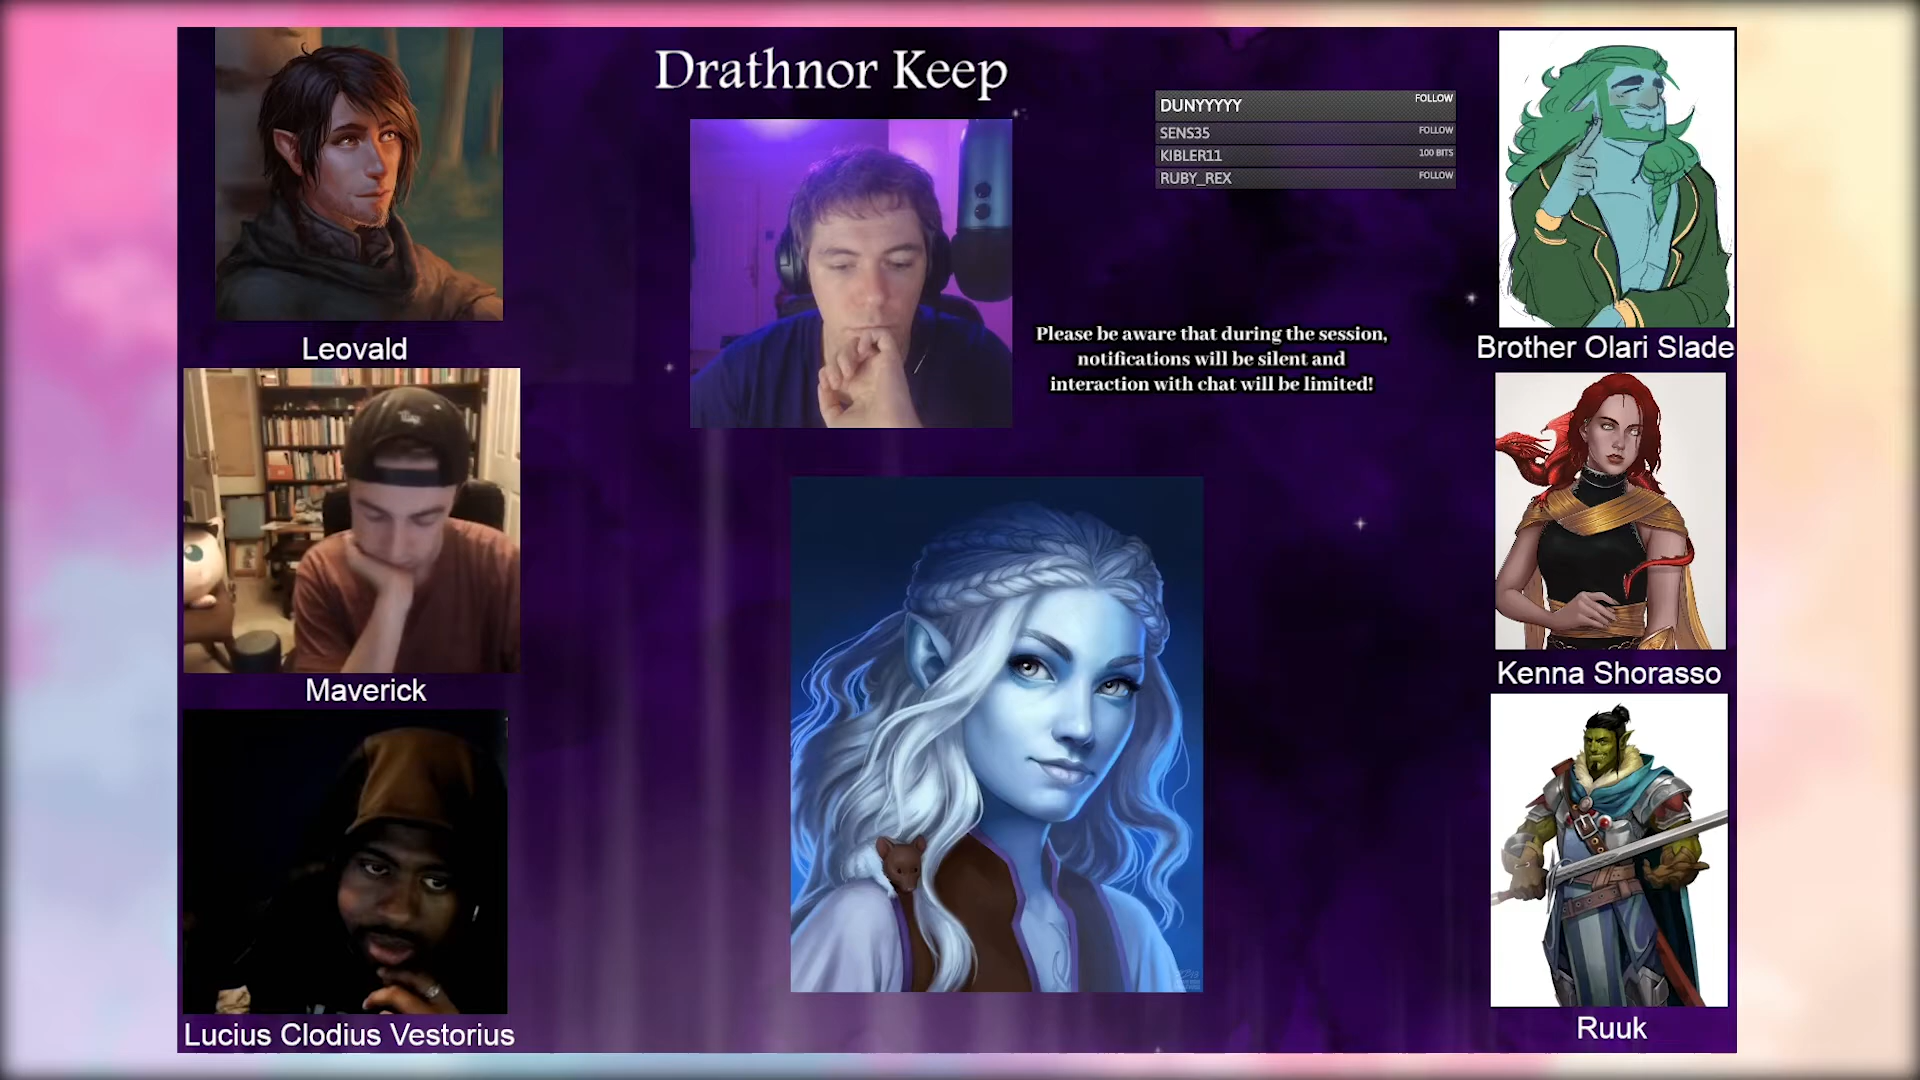 Drathnor Keep
DUNYYYYY FOLLOW
SENS35 FOLLOW
KIBLER11 100 BITS
RUBY_REX FOLLOW
Please be aware that during the session,
notifications will be silent and
interaction with chat will be limited!
Leovald
Maverick
Lucius Clodius Vestorius
Brother Olari Slade
Kenna Shorasso
Ruuk